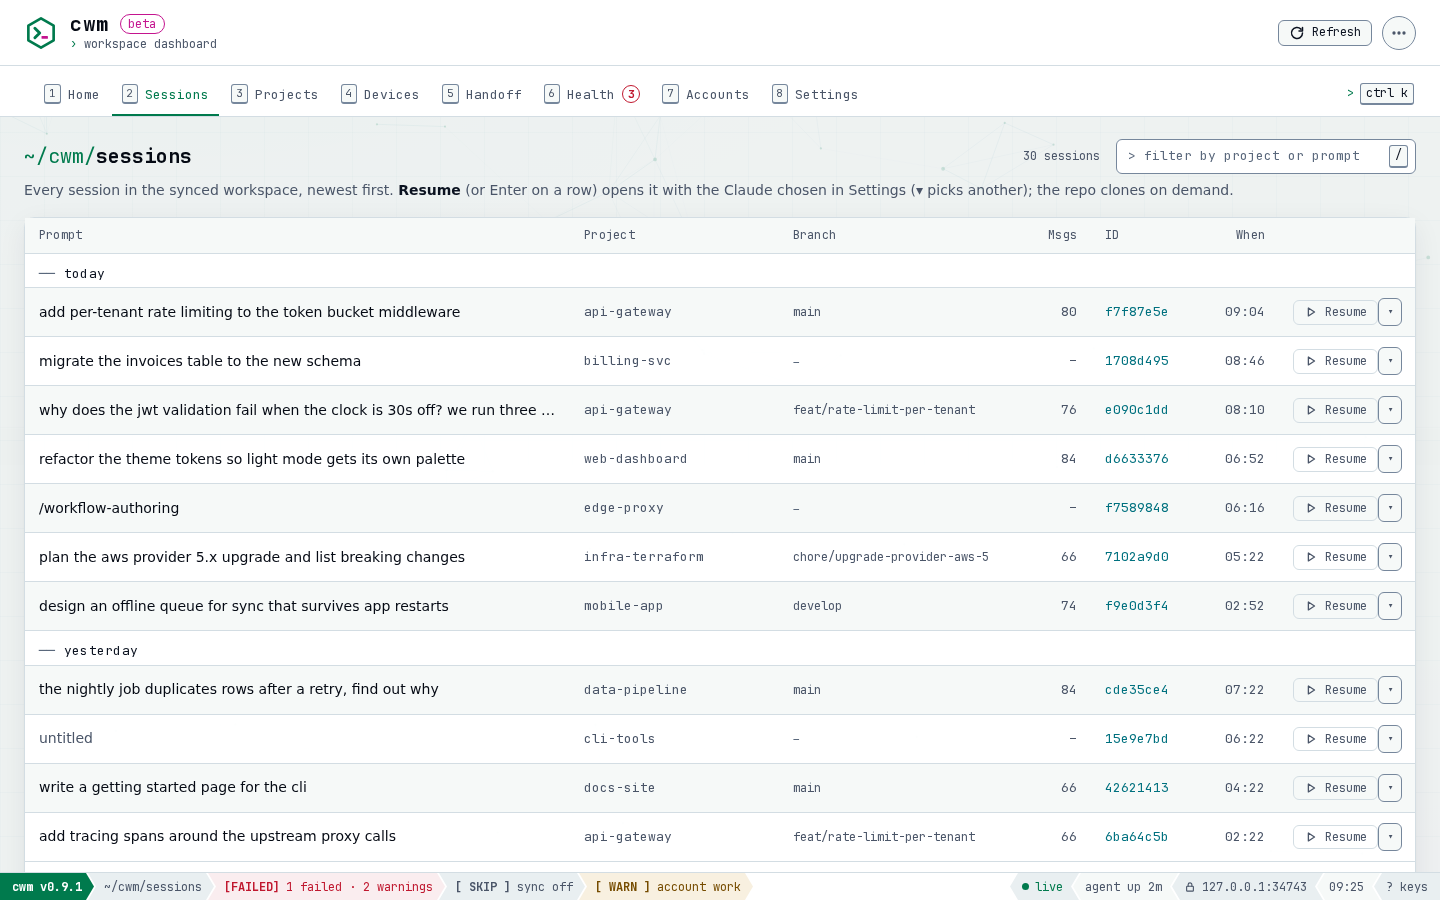 cwm beta
› workspace dashboard
Refresh
1 Home 2 Sessions 3 Projects 4 Devices 5 Handoff 6 Health 3 7 Accounts 8 Settings > ctrl k
~/cwm/sessions 30 sessions > filter by project or prompt /
Every session in the synced workspace, newest first. Resume (or Enter on a row) opens it with the Claude chosen in Settings (▾ picks another); the repo clones on demand.
Prompt Project Branch Msgs ID When
— today
add per-tenant rate limiting to the token bucket middleware api-gateway main 80 f7f87e5e 09:04 Resume ▾
migrate the invoices table to the new schema billing-svc – – 1708d495 08:46 Resume ▾
why does the jwt validation fail when the clock is 30s off? we run three … api-gateway feat/rate-limit-per-tenant 76 e090c1dd 08:10 Resume ▾
refactor the theme tokens so light mode gets its own palette web-dashboard main 84 d6633376 06:52 Resume ▾
/workflow-authoring edge-proxy – – f7589848 06:16 Resume ▾
plan the aws provider 5.x upgrade and list breaking changes infra-terraform chore/upgrade-provider-aws-5 66 7102a9d0 05:22 Resume ▾
design an offline queue for sync that survives app restarts mobile-app develop 74 f9e0d3f4 02:52 Resume ▾
— yesterday
the nightly job duplicates rows after a retry, find out why data-pipeline main 84 cde35ce4 07:22 Resume ▾
untitled cli-tools – – 15e9e7bd 06:22 Resume ▾
write a getting started page for the cli docs-site main 66 42621413 04:22 Resume ▾
add tracing spans around the upstream proxy calls api-gateway feat/rate-limit-per-tenant 66 6ba64c5b 02:22 Resume ▾
cwm v0.9.1 ~/cwm/sessions [FAILED] 1 failed · 2 warnings [ SKIP ] sync off [ WARN ] account work ● live agent up 2m 127.0.0.1:34743 09:25 ? keys